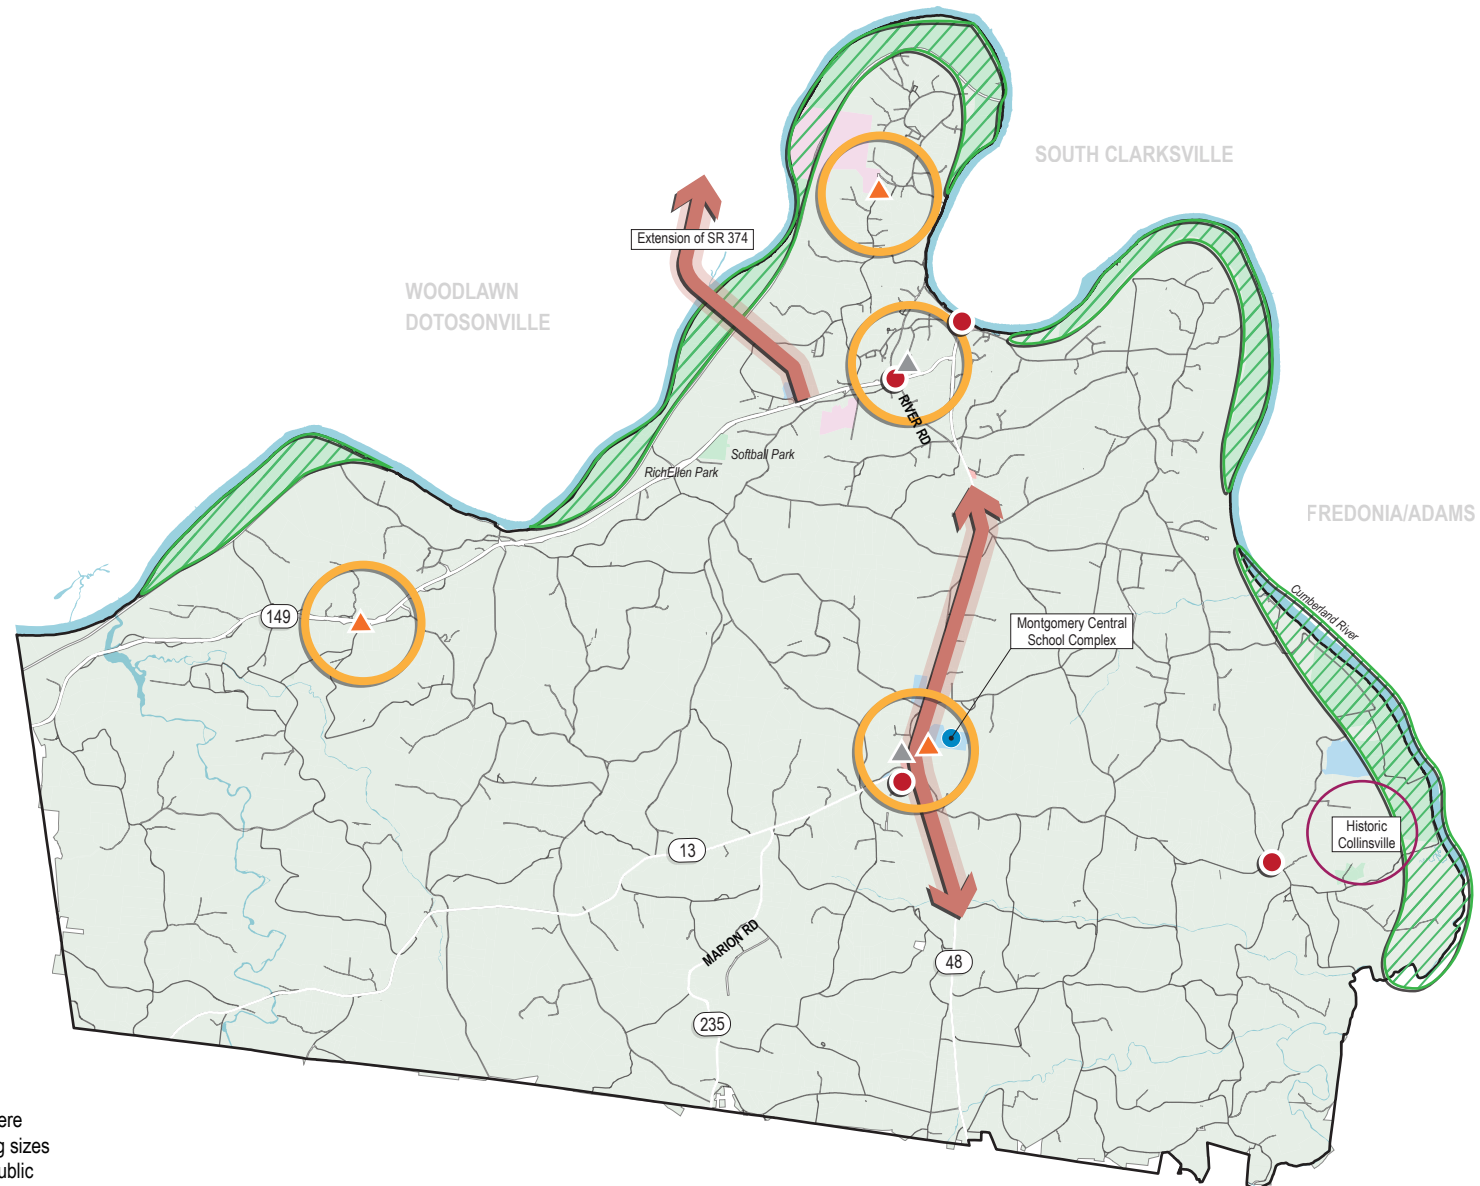 SOUTH CLARKSVILLE
Extension of SR 374
WOODLAWN
DOTOSONVILLE
RIVER RD
Softball Park
RichEllen Park
FREDONIA/ADAMS
Cumberland River
149
Montgomery Central
School Complex
Historic
Collinsville
13
MARION RD
48
235
ere
g sizes
ublic